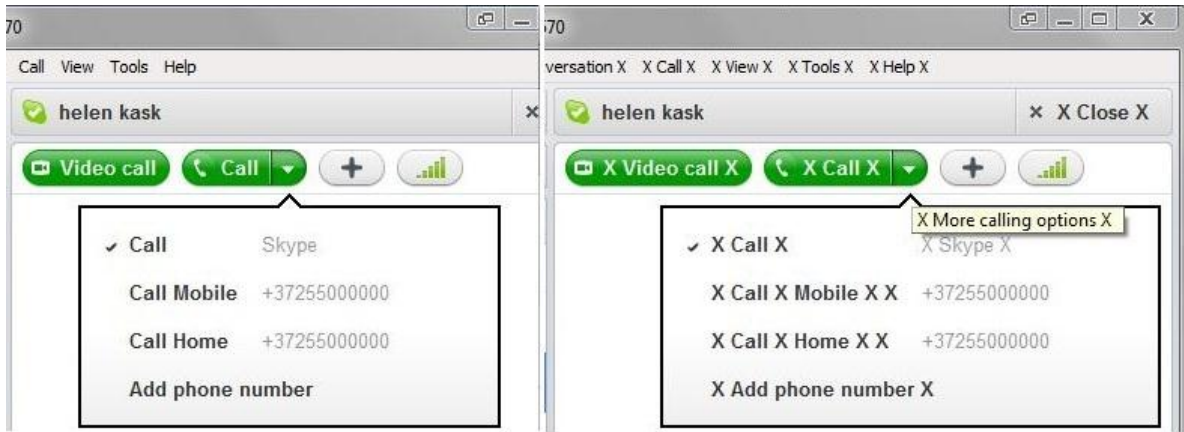 70
Call View Tools Help
helen kask
Video call Call
Call Skype
Call Mobile +37255000000
Call Home +37255000000
Add phone number
570
versation X X Call X X View X X Tools X X Help X
helen kask × X Close X
X Video call X X Call X
X More calling options X
X Call X X Skype X
X Call X Mobile X X +37255000000
X Call X Home X X +37255000000
X Add phone number X